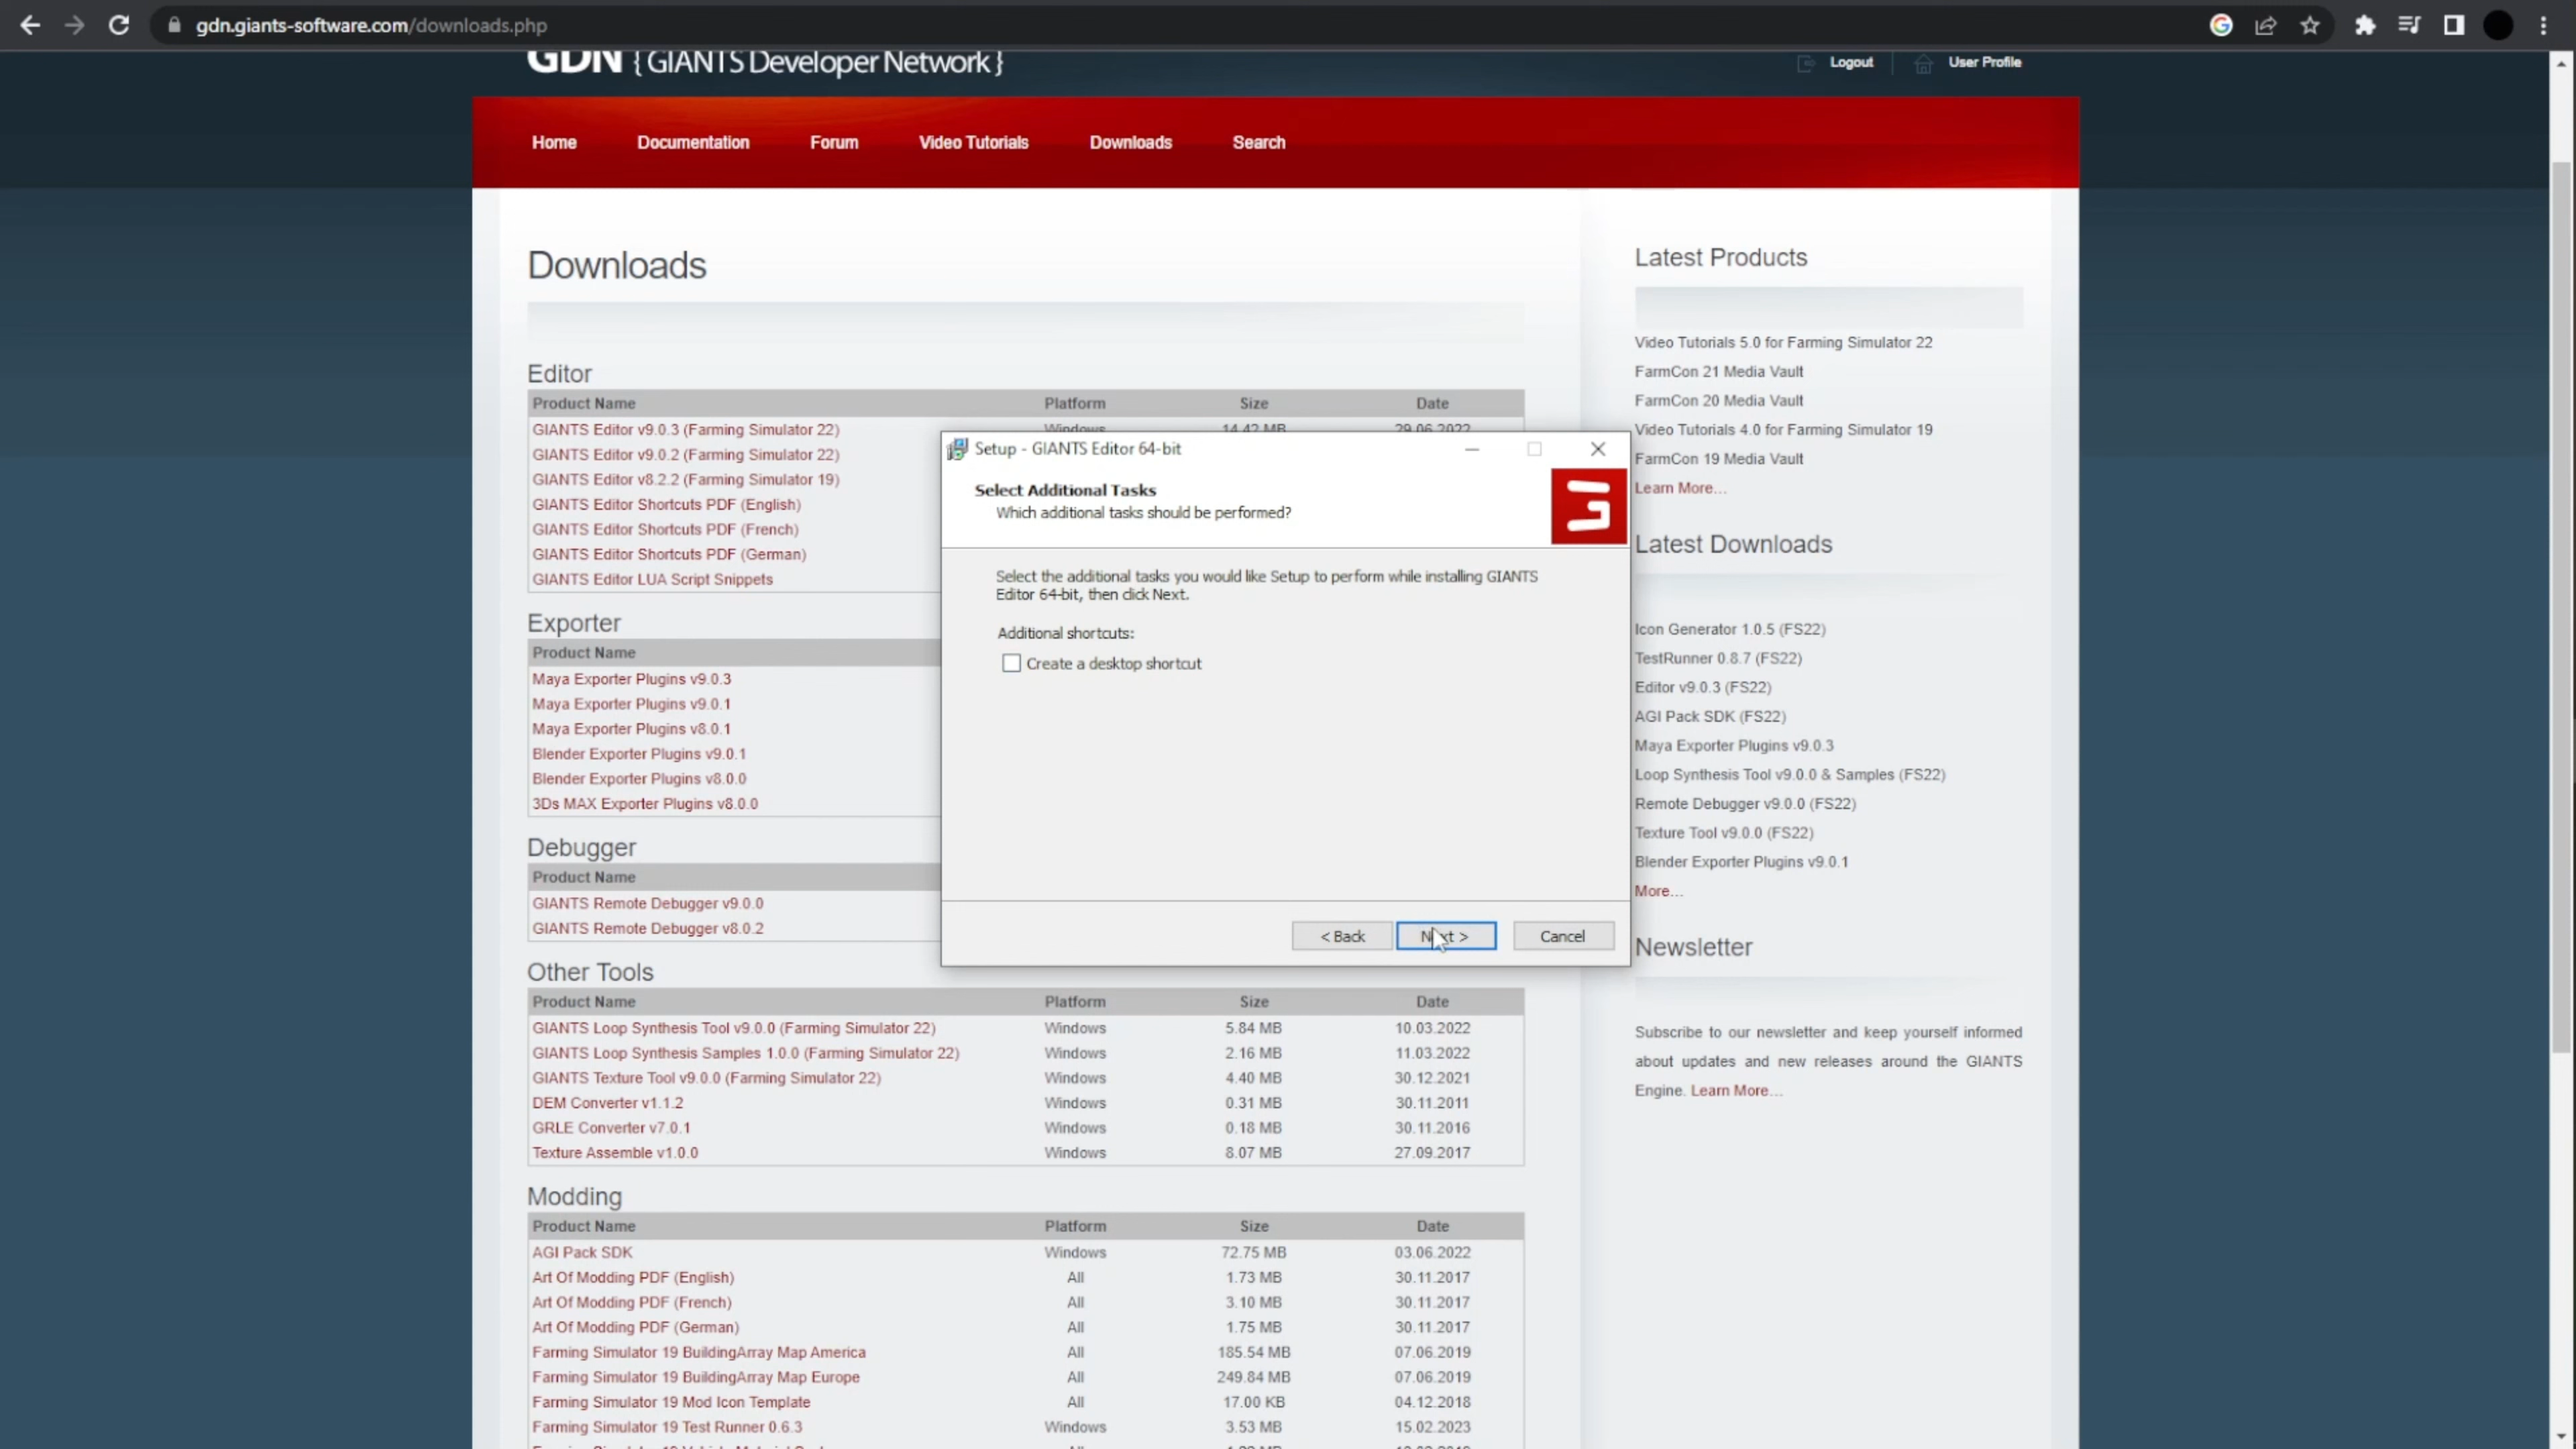 gdn.giants-software.com/downloads.php
GDN { GIANTS Developer Network }
Logout
User Profile
Home Documentation Forum Video Tutorials Downloads Search
Downloads
Editor
Product Name Platform Size Date
GIANTS Editor v9.0.3 (Farming Simulator 22) Windows 14.42 MB 29.06.2022
GIANTS Editor v9.0.2 (Farming Simulator 22)
GIANTS Editor v8.2.2 (Farming Simulator 19)
GIANTS Editor Shortcuts PDF (English)
GIANTS Editor Shortcuts PDF (French)
GIANTS Editor Shortcuts PDF (German)
GIANTS Editor LUA Script Snippets
Exporter
Product Name
Maya Exporter Plugins v9.0.3
Maya Exporter Plugins v9.0.1
Maya Exporter Plugins v8.0.1
Blender Exporter Plugins v9.0.1
Blender Exporter Plugins v8.0.0
3Ds MAX Exporter Plugins v8.0.0
Debugger
Product Name
GIANTS Remote Debugger v9.0.0
GIANTS Remote Debugger v8.0.2
Setup - GIANTS Editor 64-bit
Select Additional Tasks
Which additional tasks should be performed?
Select the additional tasks you would like Setup to perform while installing GIANTS
Editor 64-bit, then click Next.
Additional shortcuts:
Create a desktop shortcut
< Back Next > Cancel
Other Tools
Product Name Platform Size Date
GIANTS Loop Synthesis Tool v9.0.0 (Farming Simulator 22) Windows 5.84 MB 10.03.2022
GIANTS Loop Synthesis Samples 1.0.0 (Farming Simulator 22) Windows 2.16 MB 11.03.2022
GIANTS Texture Tool v9.0.0 (Farming Simulator 22) Windows 4.40 MB 30.12.2021
DEM Converter v1.1.2 Windows 0.31 MB 30.11.2011
GRLE Converter v7.0.1 Windows 0.18 MB 30.11.2016
Texture Assemble v1.0.0 Windows 8.07 MB 27.09.2017
Modding
Product Name Platform Size Date
AGI Pack SDK Windows 72.75 MB 03.06.2022
Art Of Modding PDF (English) All 1.73 MB 30.11.2017
Art Of Modding PDF (French) All 3.10 MB 30.11.2017
Art Of Modding PDF (German) All 1.75 MB 30.11.2017
Farming Simulator 19 BuildingArray Map America All 185.54 MB 07.06.2019
Farming Simulator 19 BuildingArray Map Europe All 249.84 MB 07.06.2019
Farming Simulator 19 Mod Icon Template All 17.00 KB 04.12.2018
Farming Simulator 19 Test Runner 0.6.3 Windows 3.53 MB 15.02.2023
Latest Products
Video Tutorials 5.0 for Farming Simulator 22
FarmCon 21 Media Vault
FarmCon 20 Media Vault
Video Tutorials 4.0 for Farming Simulator 19
FarmCon 19 Media Vault
Learn More...
Latest Downloads
Icon Generator 1.0.5 (FS22)
TestRunner 0.8.7 (FS22)
Editor v9.0.3 (FS22)
AGI Pack SDK (FS22)
Maya Exporter Plugins v9.0.3
Loop Synthesis Tool v9.0.0 & Samples (FS22)
Remote Debugger v9.0.0 (FS22)
Texture Tool v9.0.0 (FS22)
Blender Exporter Plugins v9.0.1
More...
Newsletter
Subscribe to our newsletter and keep yourself informed
about updates and new releases around the GIANTS
Engine. Learn More...